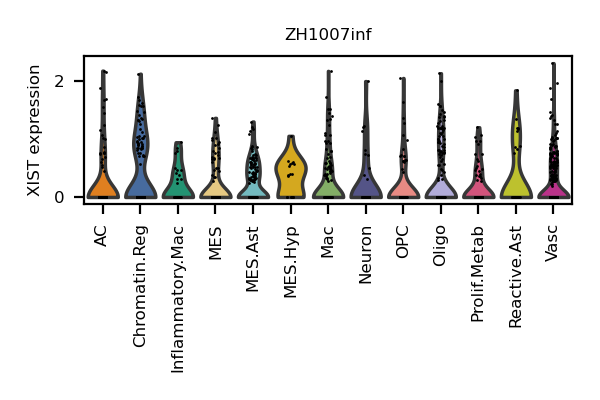 ZH1007inf
XIST expression
2
0
AC
Chromatin.Reg
Inflammatory.Mac
MES
MES.Ast
MES.Hyp
Mac
Neuron
OPC
Oligo
Prolif.Metab
Reactive.Ast
Vasc